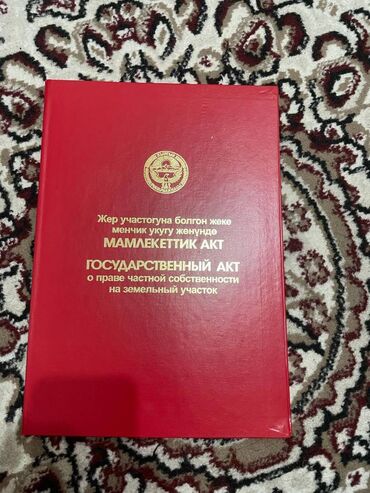 Жер участогуна болгон жеке
менчик укугу жөнүндө
МАМЛЕКЕТТИК АКТ
ГОСУДАРСТВЕННЫЙ АКТ
о праве частной собственности
на земельный участок